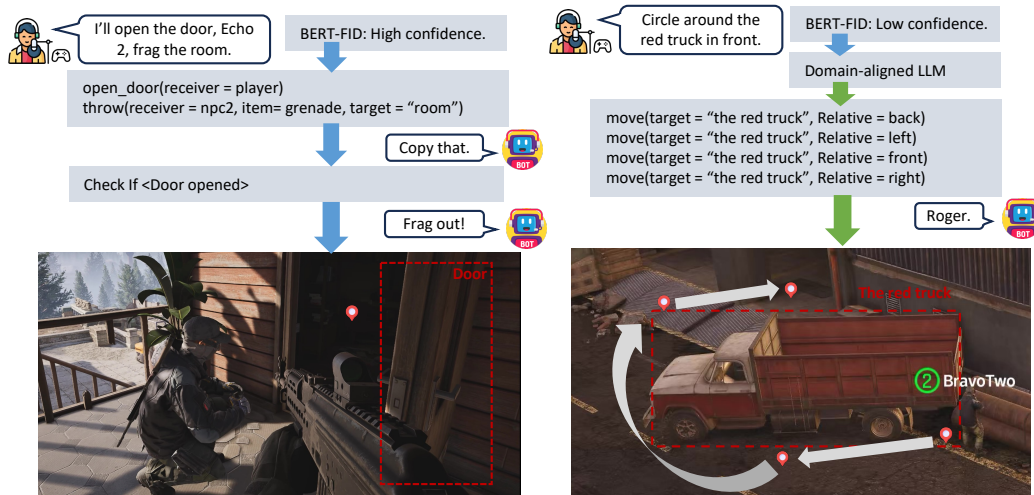 I'll open the door, Echo
2, frag the room.
BERT-FID: High confidence.
open_door(receiver = player)
throw(receiver = npc2, item= grenade, target = "room")
Copy that.
BOT
Check If <Door opened>
Frag out!
BOT
Door
Circle around the
red truck in front.
BERT-FID: Low confidence.
Domain-aligned LLM
move(target = "the red truck", Relative = back)
move(target = "the red truck", Relative = left)
move(target = "the red truck", Relative = front)
move(target = "the red truck", Relative = right)
Roger.
BOT
The red truck
2 BravoTwo